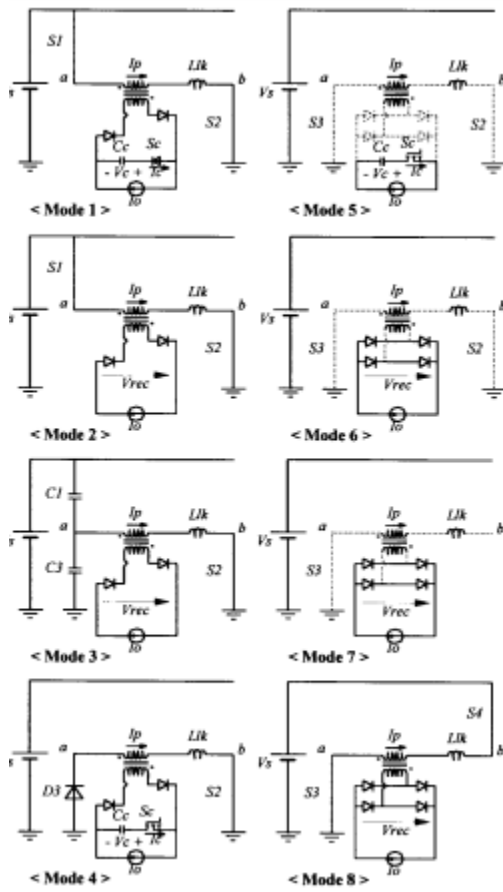 S1
a
Ip
Llk
b
S2
Cc
Sc
- Vc +
Ic
Io
< Mode 1 >
Vs
a
Ip
Llk
b
S3
S2
Cc
Sc
- Vc +
Ic
Io
< Mode 5 >
S1
a
Ip
Llk
b
S2
Vrec
Io
< Mode 2 >
Vs
a
Ip
Llk
b
S3
S2
Vrec
Io
< Mode 6 >
C1
a
C3
Ip
Llk
b
S2
Vrec
Io
< Mode 3 >
Vs
a
Ip
Llk
b
S3
Vrec
Io
< Mode 7 >
a
Ip
Llk
b
D3
S2
Cc
Sc
- Vc +
Ic
Io
< Mode 4 >
S4
Vs
a
Ip
Llk
b
S3
Vrec
Io
< Mode 8 >